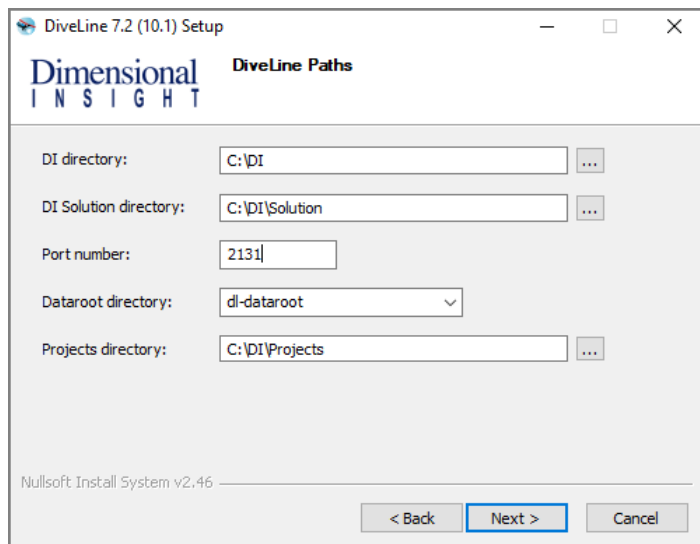 DiveLine 7.2 (10.1) Setup
Dimensional
INSIGHT
DiveLine Paths
DI directory:
C:\DI
...
DI Solution directory:
C:\DI\Solution
...
Port number:
2131
Dataroot directory:
dl-dataroot
Projects directory:
C:\DI\Projects
...
Nullsoft Install System v2.46
< Back
Next >
Cancel